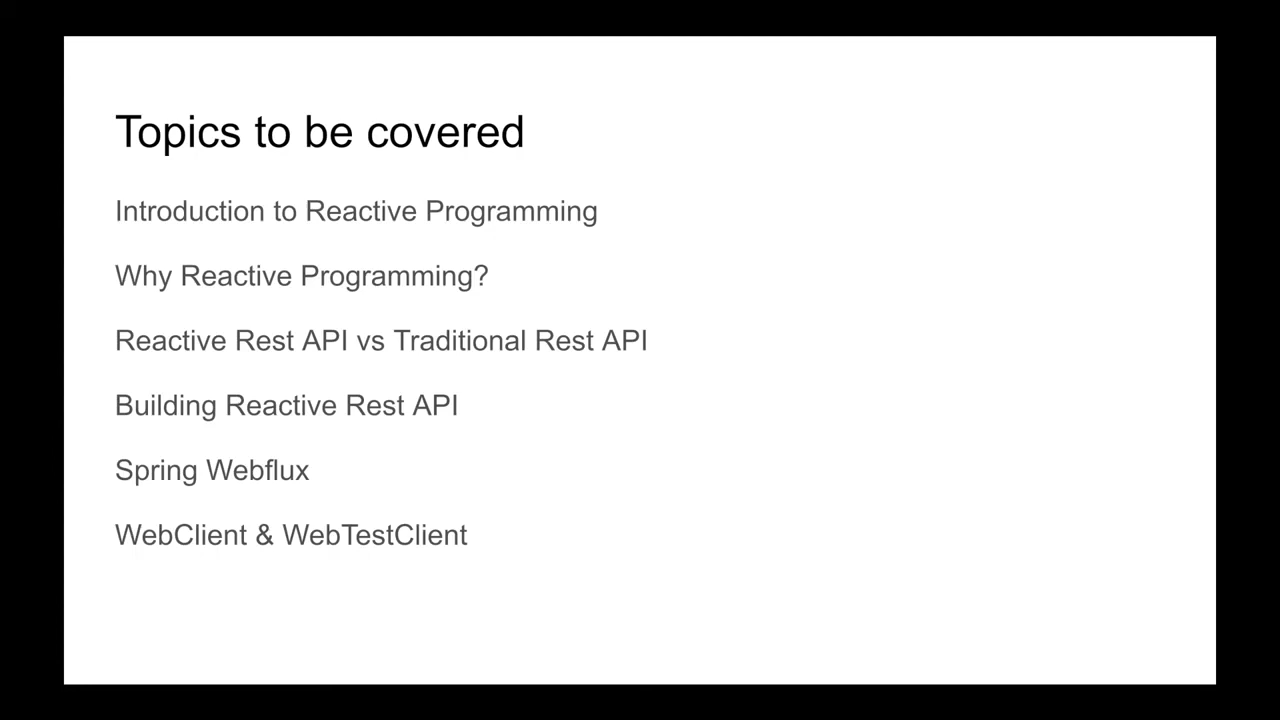 Topics to be covered
Introduction to Reactive Programming
Why Reactive Programming?
Reactive Rest API vs Traditional Rest API
Building Reactive Rest API
Spring Webflux
WebClient & WebTestClient